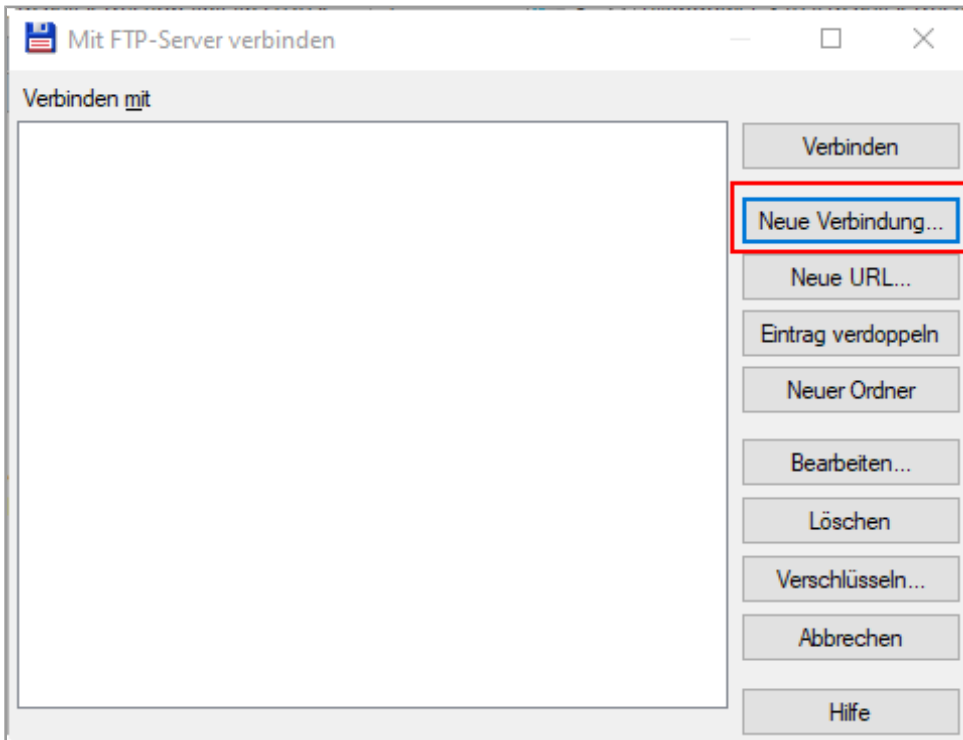 Mit FTP-Server verbinden
Verbinden mit
Verbinden
Neue Verbindung...
Neue URL...
Eintrag verdoppeln
Neuer Ordner
Bearbeiten...
Löschen
Verschlüsseln...
Abbrechen
Hilfe